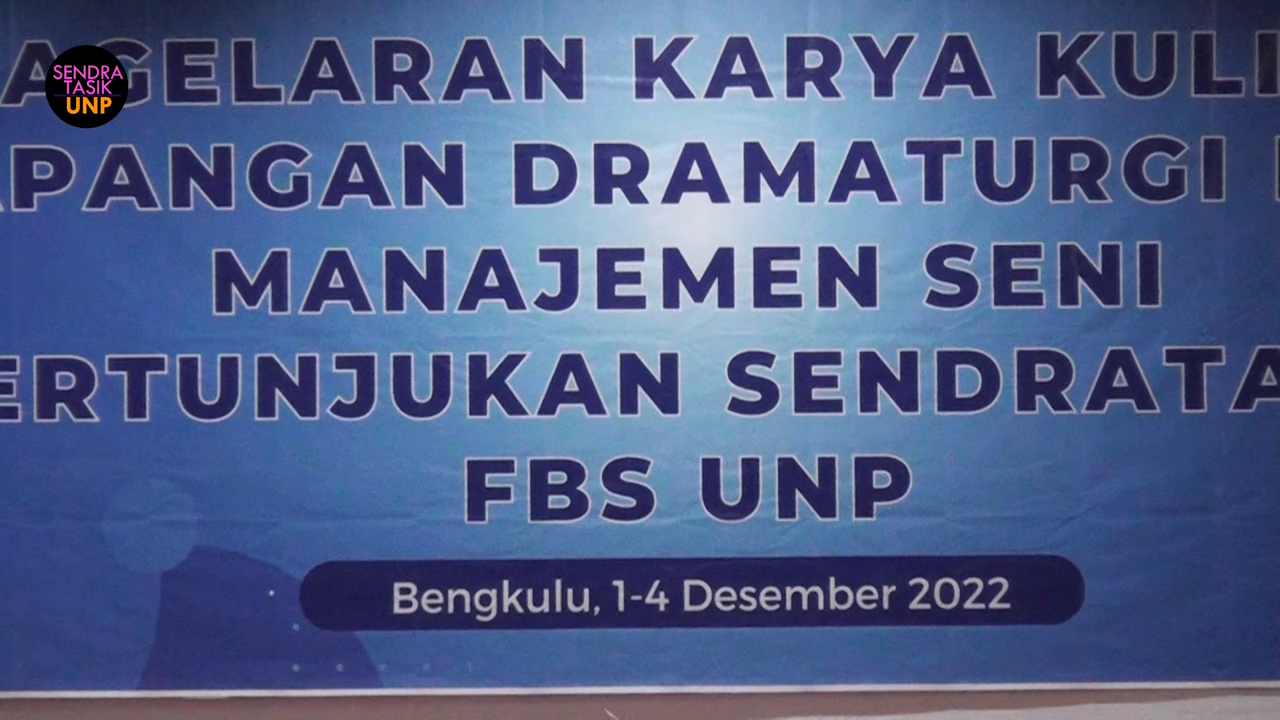 SENDRA
TASIK
UNP
AGELARAN KARYA KULI
APANGAN DRAMATURGI
MANAJEMEN SENI
ERTUNJUKAN SENDRATA
FBS UNP
Bengkulu, 1-4 Desember 2022